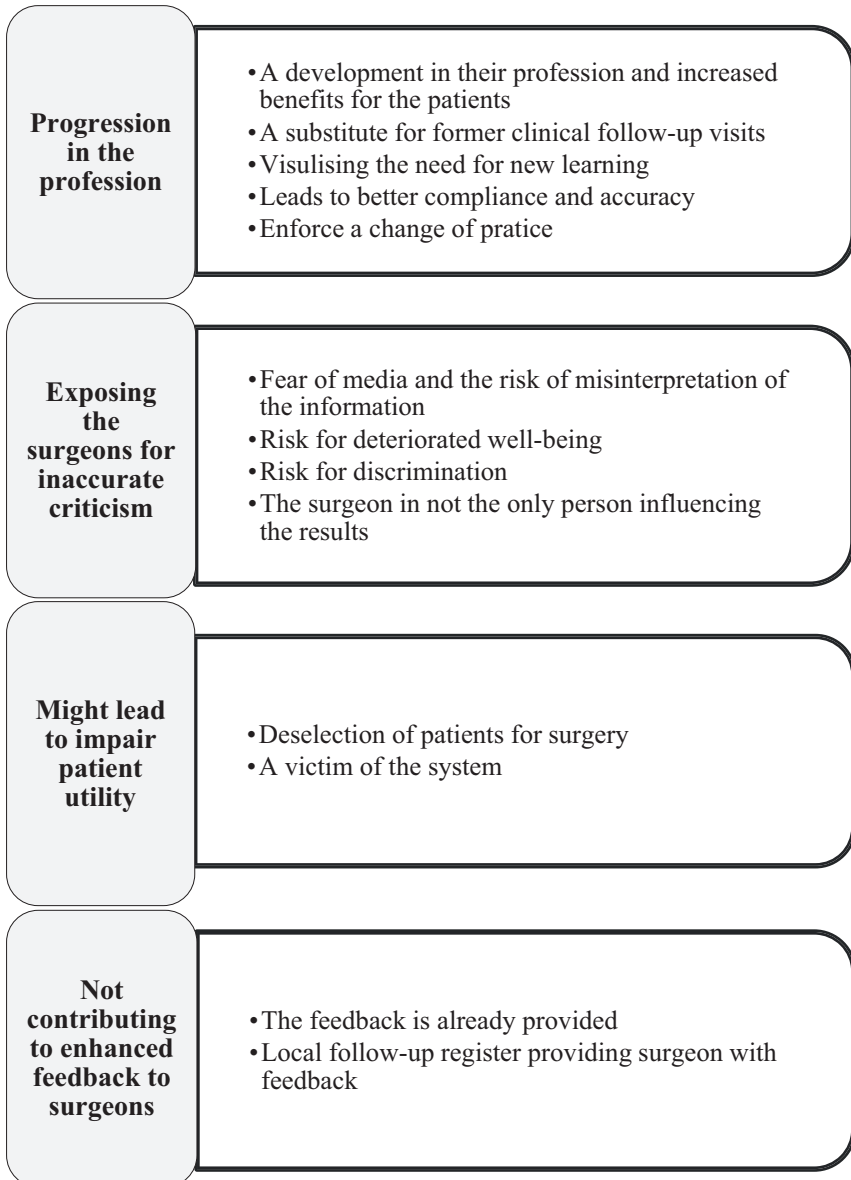 Progression
in the
profession
•A development in their profession and increased
benefits for the patients
•A substitute for former clinical follow-up visits
•Visulising the need for new learning
•Leads to better compliance and accuracy
•Enforce a change of pratice
Exposing
the
surgeons for
inaccurate
criticism
•Fear of media and the risk of misinterpretation of
the information
•Risk for deteriorated well-being
•Risk for discrimination
•The surgeon in not the only person influencing
the results
Might lead
to impair
patient
utility
•Deselection of patients for surgery
•A victim of the system
Not
contributing
to enhanced
feedback to
surgeons
•The feedback is already provided
•Local follow-up register providing surgeon with
feedback